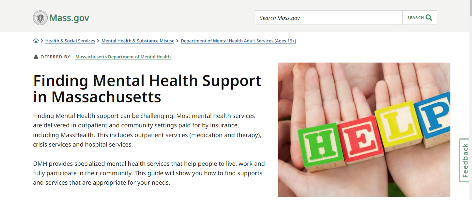 Mass.gov
Search Mass.gov
SEARCH
Health & Social Services > Mental Health & Substance Misuse > Department of Mental Health Adult Services (Ages 19+)
OFFERED BY Massachusetts Department of Mental Health
Finding Mental Health Support
in Massachusetts
Finding Mental Health support can be challenging. Most mental health services
are delivered in outpatient and community settings paid for by insurance,
including MassHealth. This includes outpatient services (medication and therapy),
crisis services and hospital services.
DMH provides specialized mental health services that help people to live, work and
fully participate in their community. This guide will show you how to find supports
and services that are appropriate for your needs.
HELP
Feedback